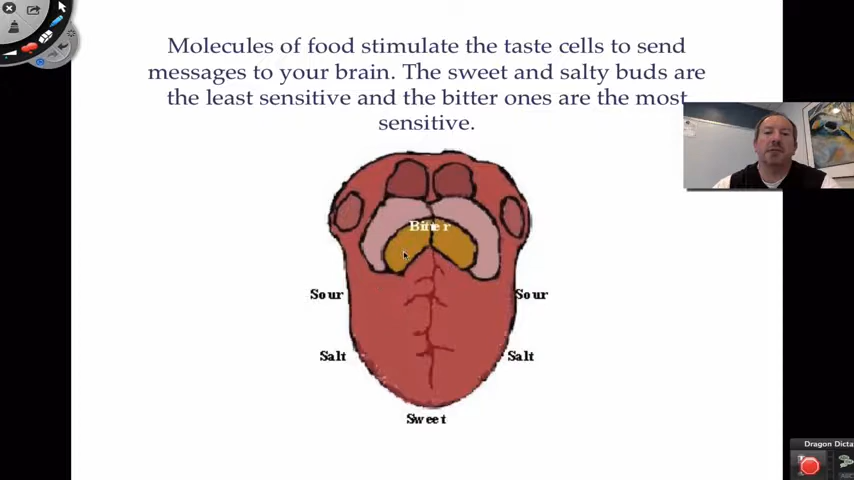 Molecules of food stimulate the taste cells to send
messages to your brain. The sweet and salty buds are
the least sensitive and the bitter ones are the most
sensitive.
Bitter
Sour Sour
Salt Salt
Sweet
Dragon Dicta